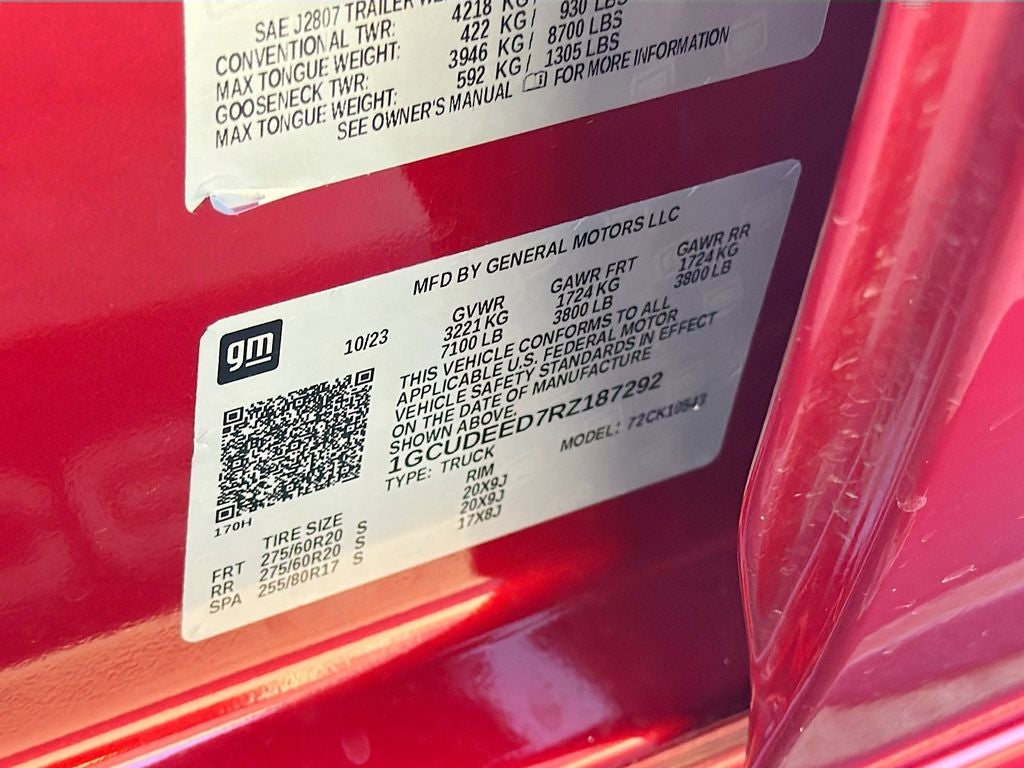 SAE J2807 TRAILER
CONVENTIONAL TWR: 4218 KG/ LBS
MAX TONGUE WEIGHT: 422 KG/ 930 LBS
GOOSENECK TWR: 3946 KG/ 8700 LBS
MAX TONGUE WEIGHT: 592 KG/ 1305 LBS
SEE OWNER'S MANUAL FOR MORE INFORMATION
MFD BY GENERAL MOTORS LLC
gm
10/23
GVWR GAWR FRT GAWR RR
3221 KG 1724 KG 1724 KG
7100 LB 3800 LB 3800 LB
THIS VEHICLE CONFORMS TO ALL
APPLICABLE U.S. FEDERAL MOTOR
VEHICLE SAFETY STANDARDS IN EFFECT
ON THE DATE OF MANUFACTURE
SHOWN ABOVE.
1GCUDEED7RZ187292
TYPE: TRUCK MODEL: 72CK10543
170H
TIRE SIZE RIM
FRT 275/60R20 S 20X9J
RR 275/60R20 S 20X9J
SPA 255/80R17 S 17X8J